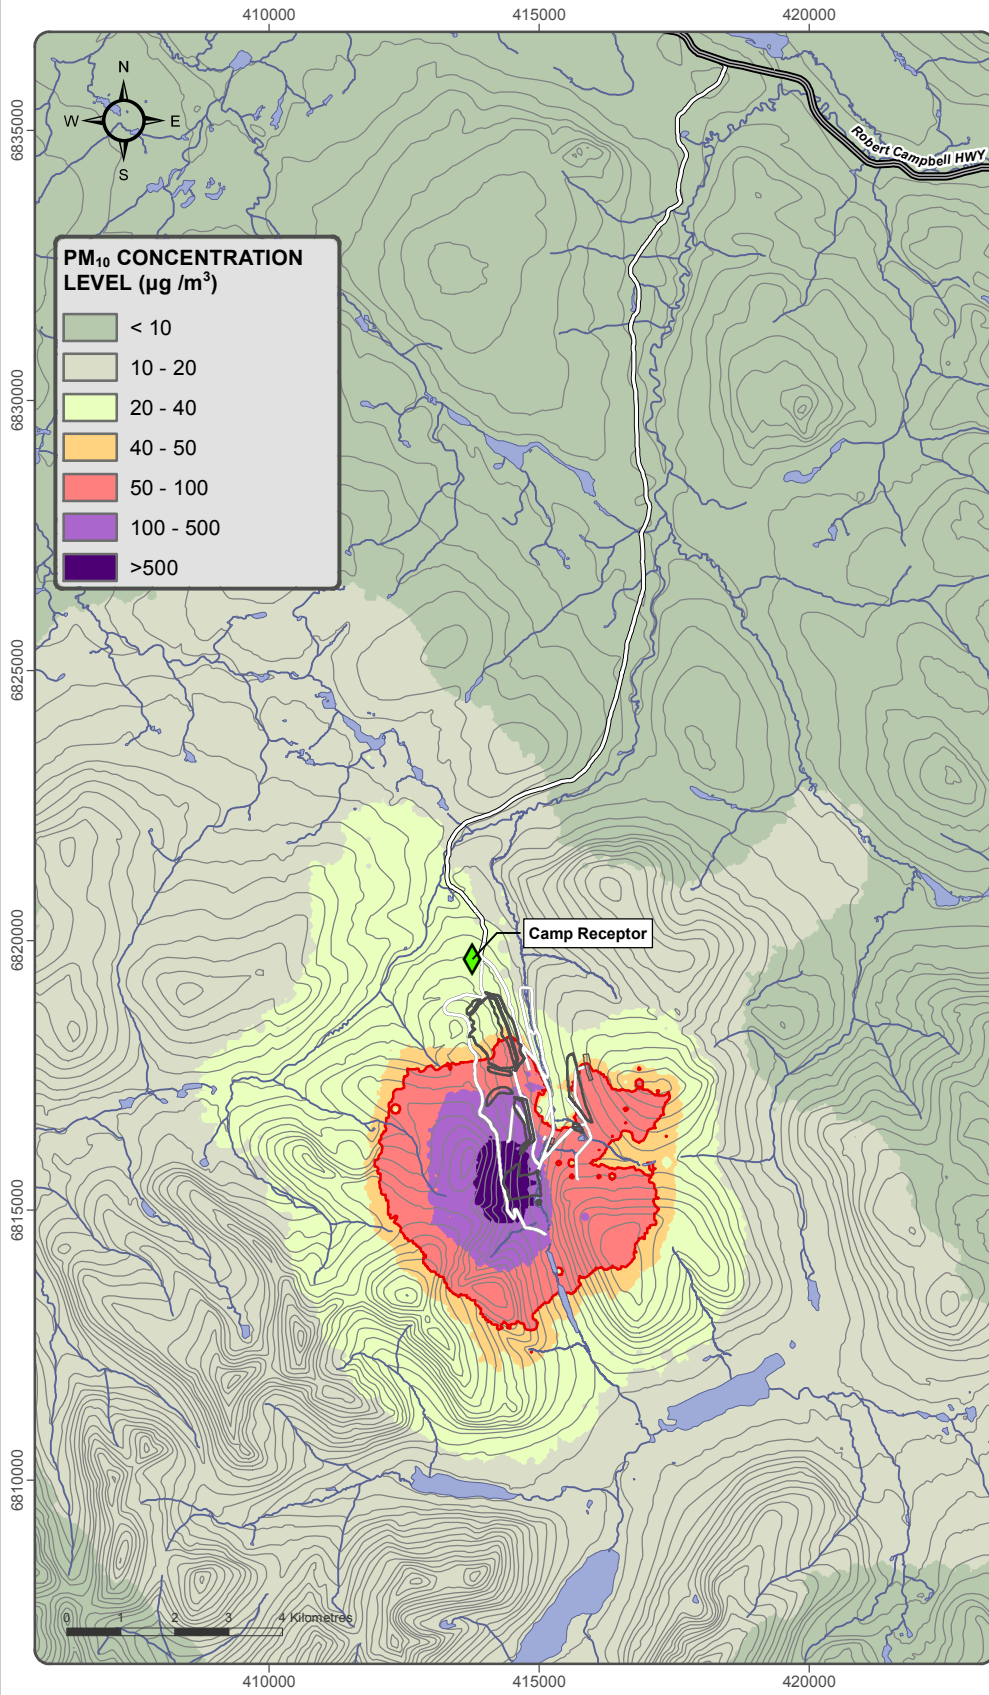 410000 415000 420000
N
W E
S
6835000
Robert Campbell HWY
PM₁₀ CONCENTRATION
LEVEL (µg /m³)
< 10
10 - 20
20 - 40
40 - 50
50 - 100
100 - 500
>500
6830000
6825000
6820000
Camp Receptor
6815000
6810000
0 1 2 3 4 Kilometres
410000 415000 420000